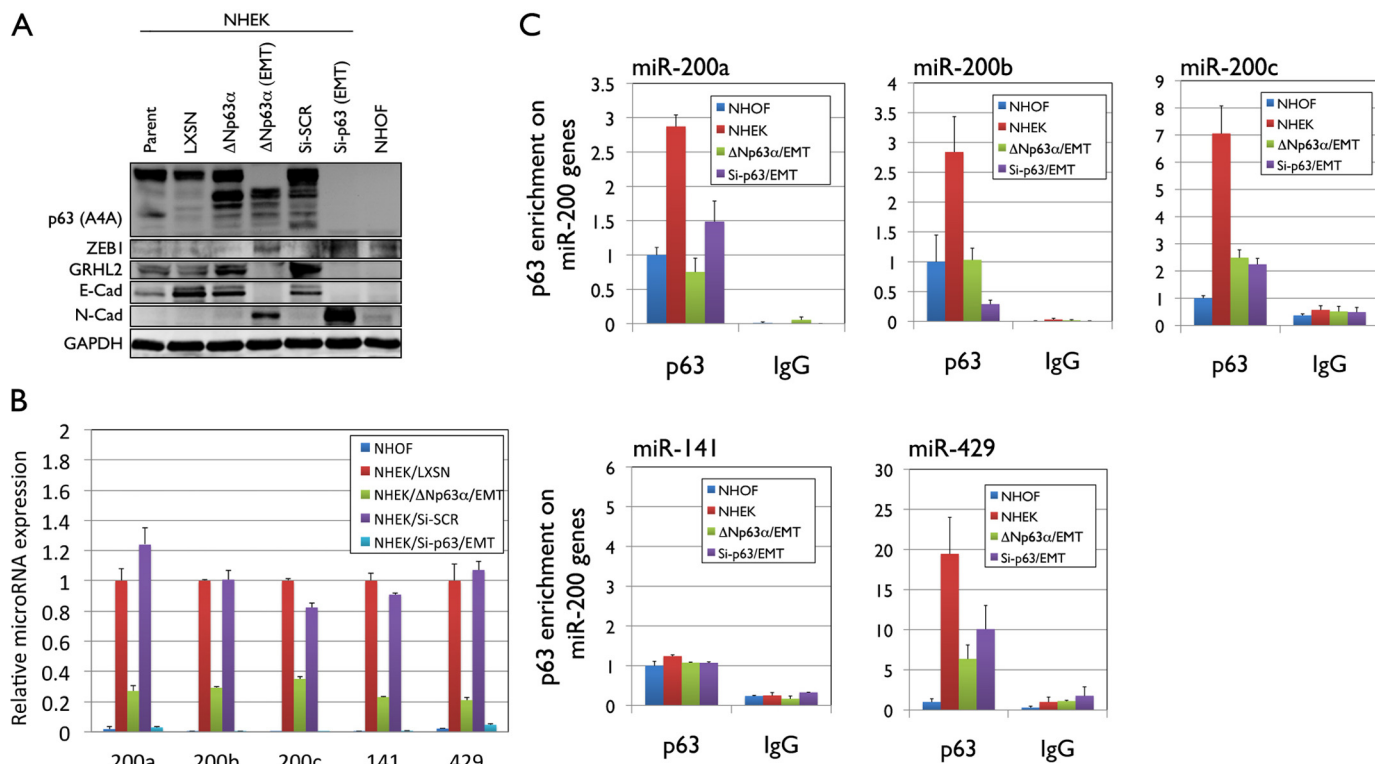 A
NHEK
Parent
LXSN
ΔNp63α
ΔNp63α (EMT)
Si-SCR
Si-p63 (EMT)
NHOF
p63 (A4A)
ZEB1
GRHL2
E-Cad
N-Cad
GAPDH
B
Relative microRNA expression
2
1.8
1.6
1.4
1.2
1
0.8
0.6
0.4
0.2
0
NHOF
NHEK/LXSN
NHEK/ΔNp63α/EMT
NHEK/Si-SCR
NHEK/Si-p63/EMT
200a 200b 200c 141 429
C
p63 enrichment on
miR-200 genes
miR-200a
3.5
3
2.5
2
1.5
1
0.5
0
NHOF
NHEK
ΔNp63α/EMT
Si-p63/EMT
p63 IgG
miR-200b
4
3.5
3
2.5
2
1.5
1
0.5
0
NHOF
NHEK
ΔNp63α/EMT
Si-p63/EMT
p63 IgG
miR-200c
9
8
7
6
5
4
3
2
1
0
NHOF
NHEK
ΔNp63α/EMT
Si-p63/EMT
p63 IgG
p63 enrichment on
miR-200 genes
miR-141
6
5
4
3
2
1
0
NHOF
NHEK
ΔNp63α/EMT
Si-p63/EMT
p63 IgG
miR-429
30
25
20
15
10
5
0
NHOF
NHEK
ΔNp63α/EMT
Si-p63/EMT
p63 IgG